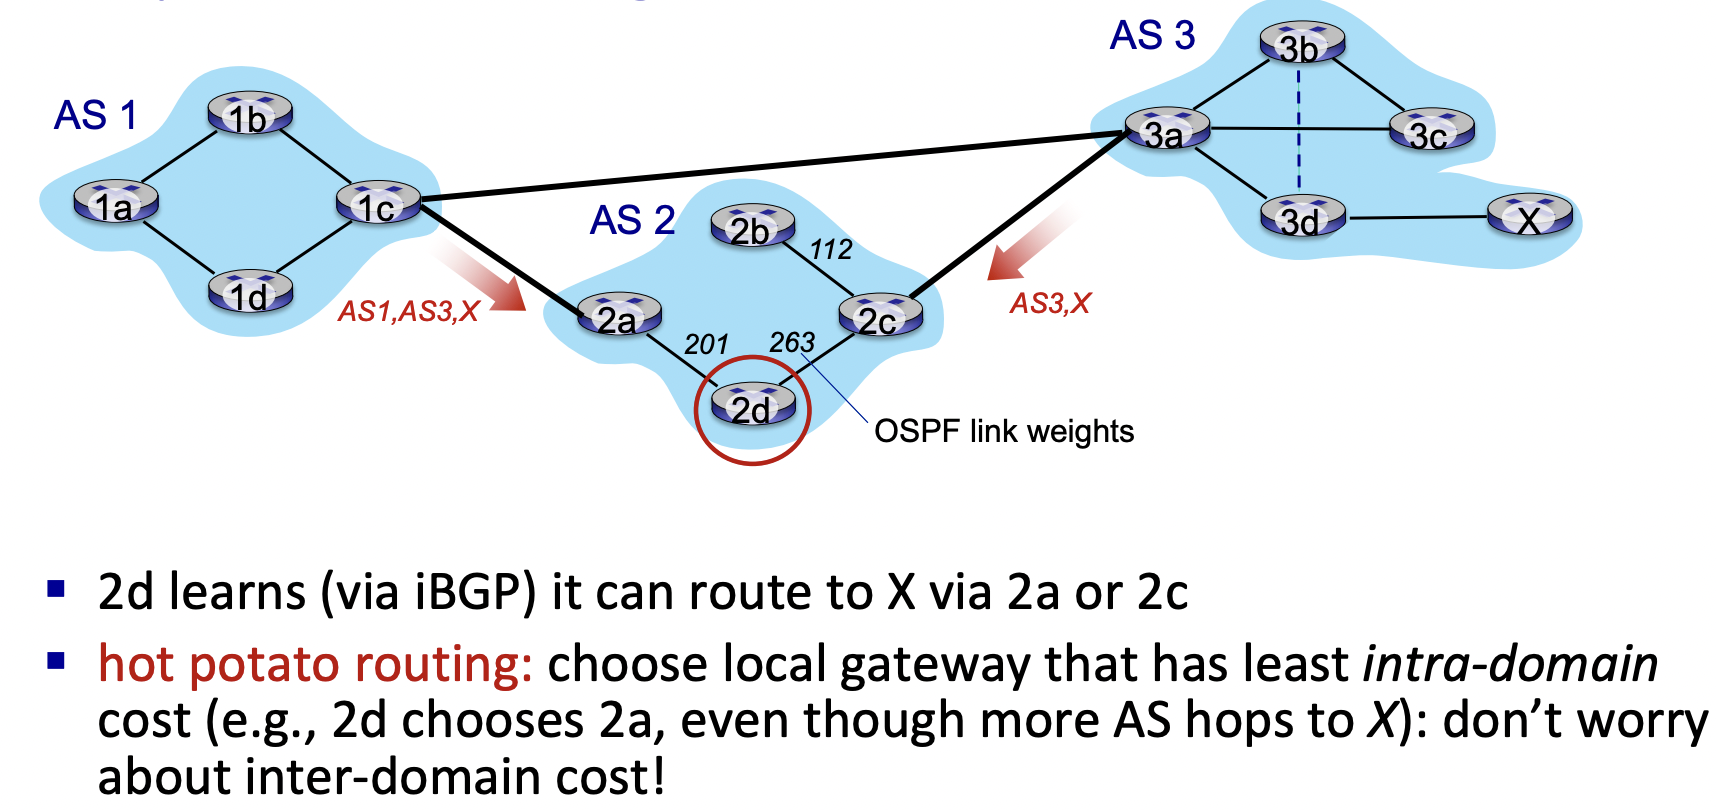 AS 3
3b
AS 1
1b
3a
3c
1a
1c
AS 2
2b
3d
X
112
1d
AS1,AS3,X
AS3,X
2a
2c
201
263
2d
OSPF link weights
▪ 2d learns (via iBGP) it can route to X via 2a or 2c
▪ hot potato routing: choose local gateway that has least intra-domain
cost (e.g., 2d chooses 2a, even though more AS hops to X): don’t worry
about inter-domain cost!